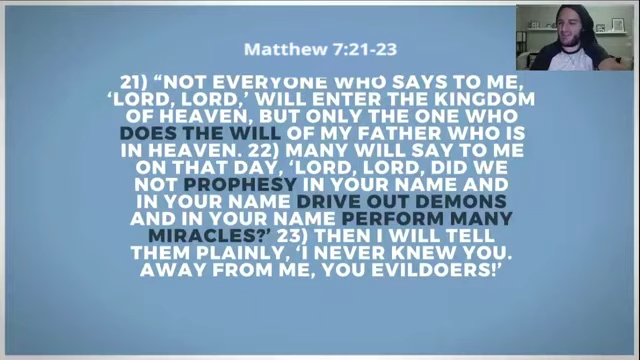 Matthew 7:21-23
21) “NOT EVERYONE WHO SAYS TO ME,
‘LORD, LORD,’ WILL ENTER THE KINGDOM
OF HEAVEN, BUT ONLY THE ONE WHO
DOES THE WILL OF MY FATHER WHO IS
IN HEAVEN. 22) MANY WILL SAY TO ME
ON THAT DAY, ‘LORD, LORD, DID WE
NOT PROPHESY IN YOUR NAME AND
IN YOUR NAME DRIVE OUT DEMONS
AND IN YOUR NAME PERFORM MANY
MIRACLES?’ 23) THEN I WILL TELL
THEM PLAINLY, ‘I NEVER KNEW YOU.
AWAY FROM ME, YOU EVILDOERS!’